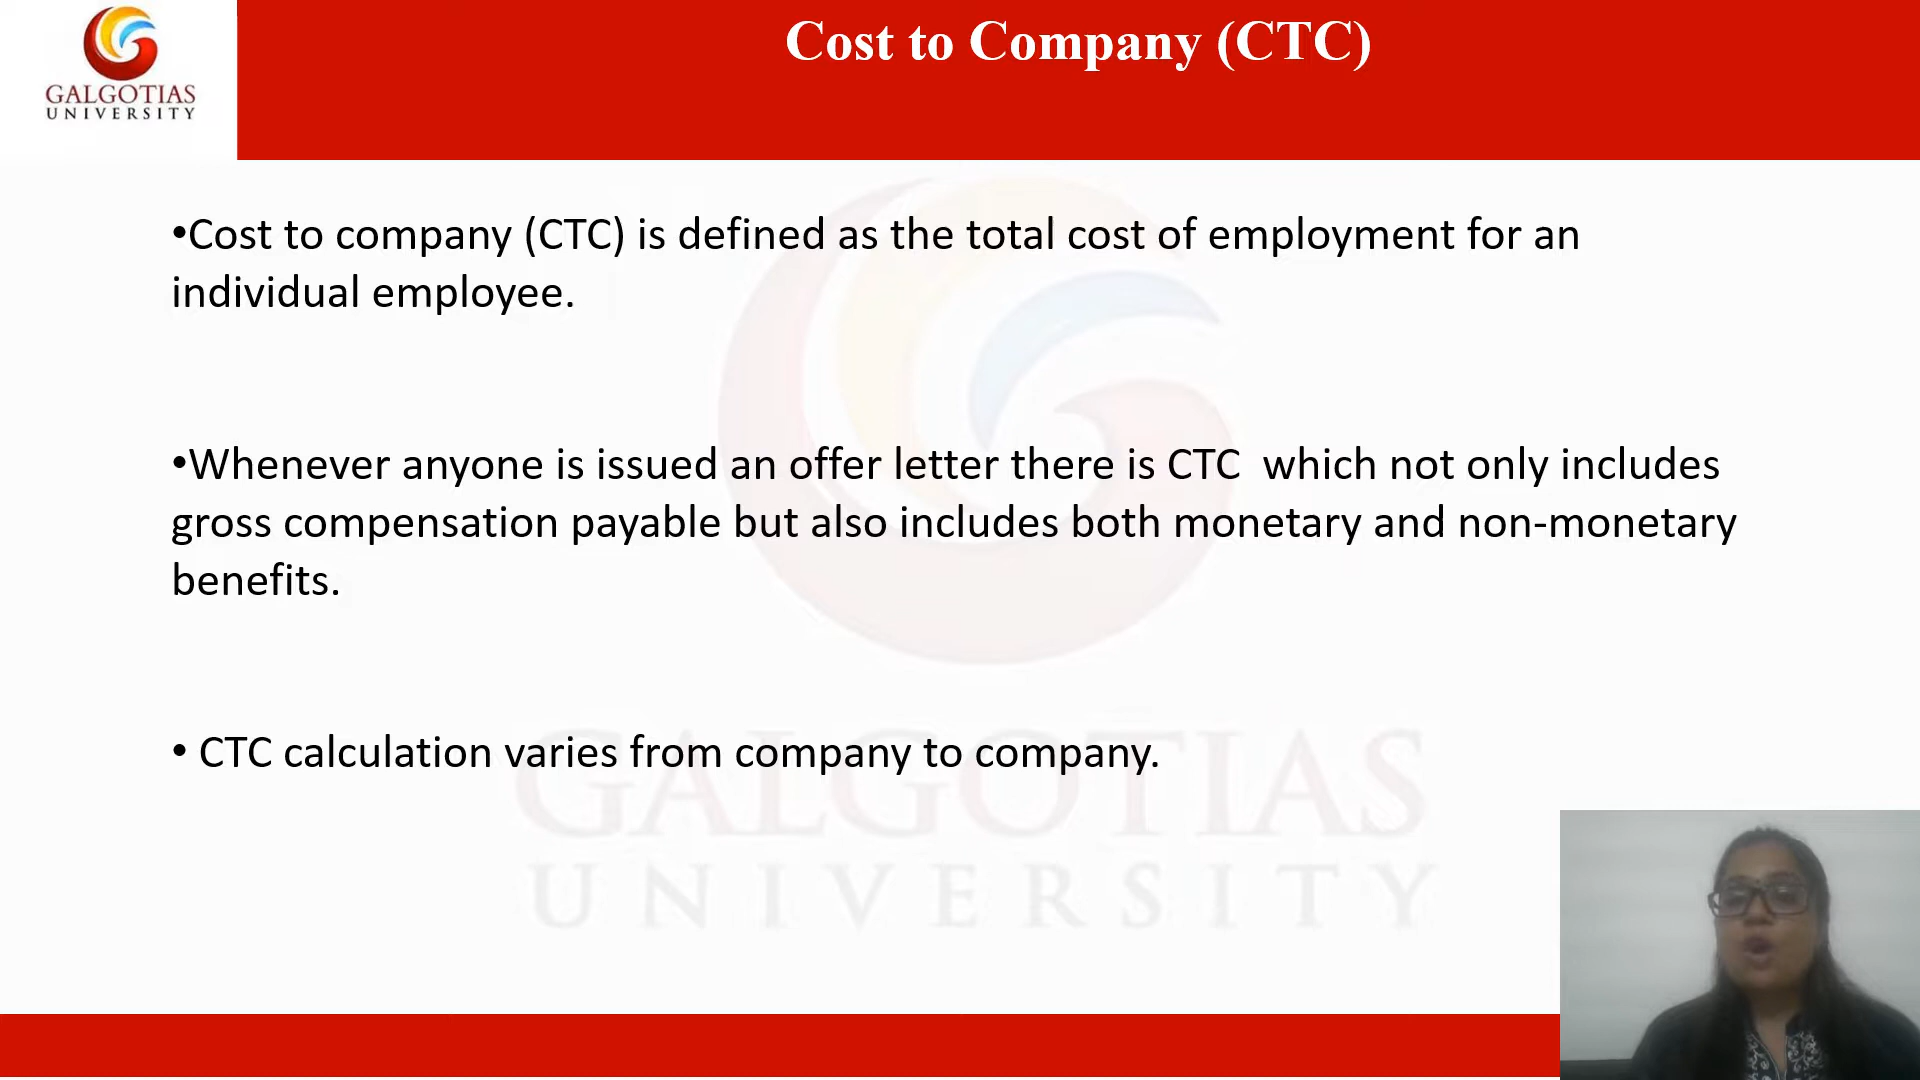 Cost to Company (CTC)
GALGOTIAS
UNIVERSITY
•Cost to company (CTC) is defined as the total cost of employment for an
individual employee.
•Whenever anyone is issued an offer letter there is CTC  which not only includes
gross compensation payable but also includes both monetary and non-monetary
benefits.
• CTC calculation varies from company to company.
GALGOTIAS
UNIVERSITY